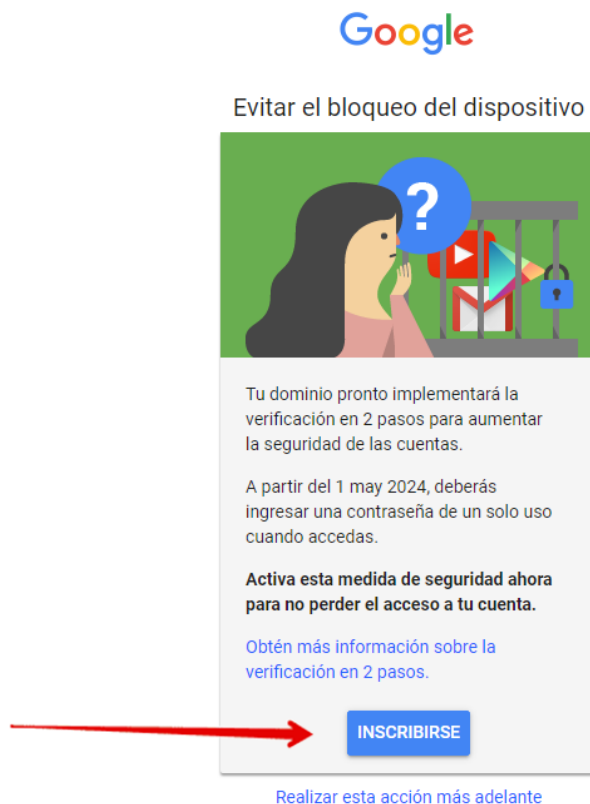 Google
Evitar el bloqueo del dispositivo
?
Tu dominio pronto implementará la
verificación en 2 pasos para aumentar
la seguridad de las cuentas.
A partir del 1 may 2024, deberás
ingresar una contraseña de un solo uso
cuando accedas.
Activa esta medida de seguridad ahora
para no perder el acceso a tu cuenta.
Obtén más información sobre la
verificación en 2 pasos.
INSCRIBIRSE
Realizar esta acción más adelante